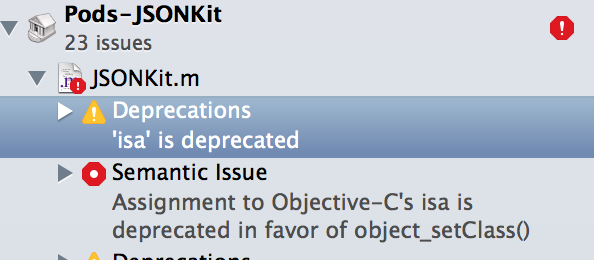 Pods-JSONKit
23 issues
JSONKit.m
Deprecations
'isa' is deprecated
Semantic Issue
Assignment to Objective-C's isa is
deprecated in favor of object_setClass()
Deprecations